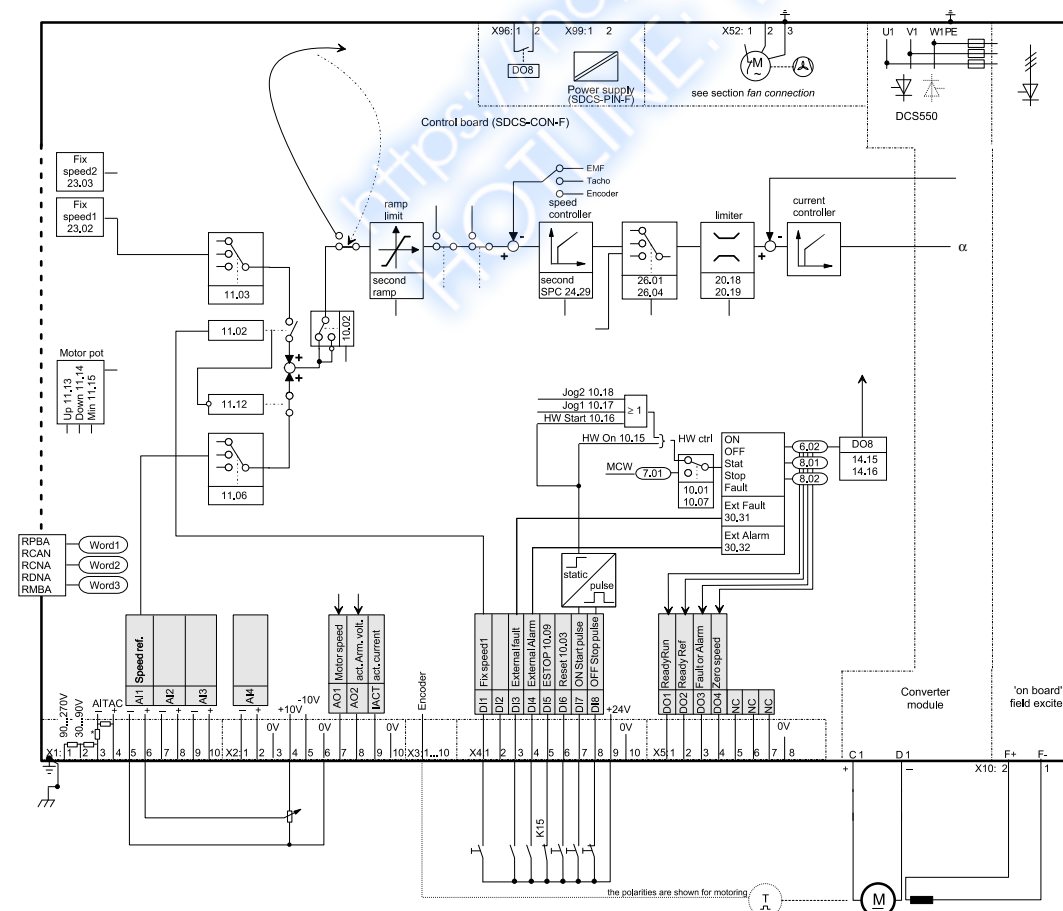 X96: 1 2 X99: 1 2
X52: 1 2 3
U1 V1 W1 PE
DO8
Power supply
(SDCS-PIN-F)
M
~
see section fan connection
DCS550
Control board (SDCS-CON-F)
https://
HOTLINE
Fix
speed2
23.03
Fix
speed1
23.02
EMF
Tacho
Encoder
ramp
limit
speed
controller
limiter
current
controller
second
ramp
second
SPC 24.29
26.01
26.04
20.18
20.19
α
11.03
11.02
10.02
11.12
11.06
Motor pot
Up 11.13
Down 11.14
Min 11.15
Jog2 10.18
Jog1 10.17
HW Start 10.16
≥ 1
HW On 10.15
HW ctrl
MCW
7.01
10.01
10.07
ON
OFF
Stat
Stop
Fault
Ext Fault
30.31
Ext Alarm
30.32
6.02
8.01
8.02
DO8
14.15
14.16
static
pulse
RPBA
RCAN
RCNA
RDNA
RMBA
Word1
Word2
Word3
90...270V
30...90V
AITAC
– +
AI1 Speed ref.
AI2
AI3
AI4
– + – + – +
– +
+10V
-10V
0V
AO1 Motor speed
AO2 act. Arm. volt.
IACT act. current
0V
Encoder
DI1 Fix speed1
DI2
DI3 External fault
DI4 External Alarm
DI5 ESTOP 10.09
DI6 Reset 10.03
DI7 ON Start pulse
DI8 OFF Stop pulse
+24V
0V
DO1 ReadyRun
DO2 Ready Ref
DO3 Fault or Alarm
DO4 Zero speed
NC
NC
NC
0V
Converter
module
'on board'
field excite
X1: 1 2 3 4 5 6 7 8 9 10 X2: 1 2 3 4 5 6 7 8 9 10 X3:1...10 X4:1 2 3 4 5 6 7 8 9 10 X5:1 2 3 4 5 6 7 8
C 1 D 1
+ –
X10: 2 1
F+ F-
K15
the polarities are shown for motoring
T
M